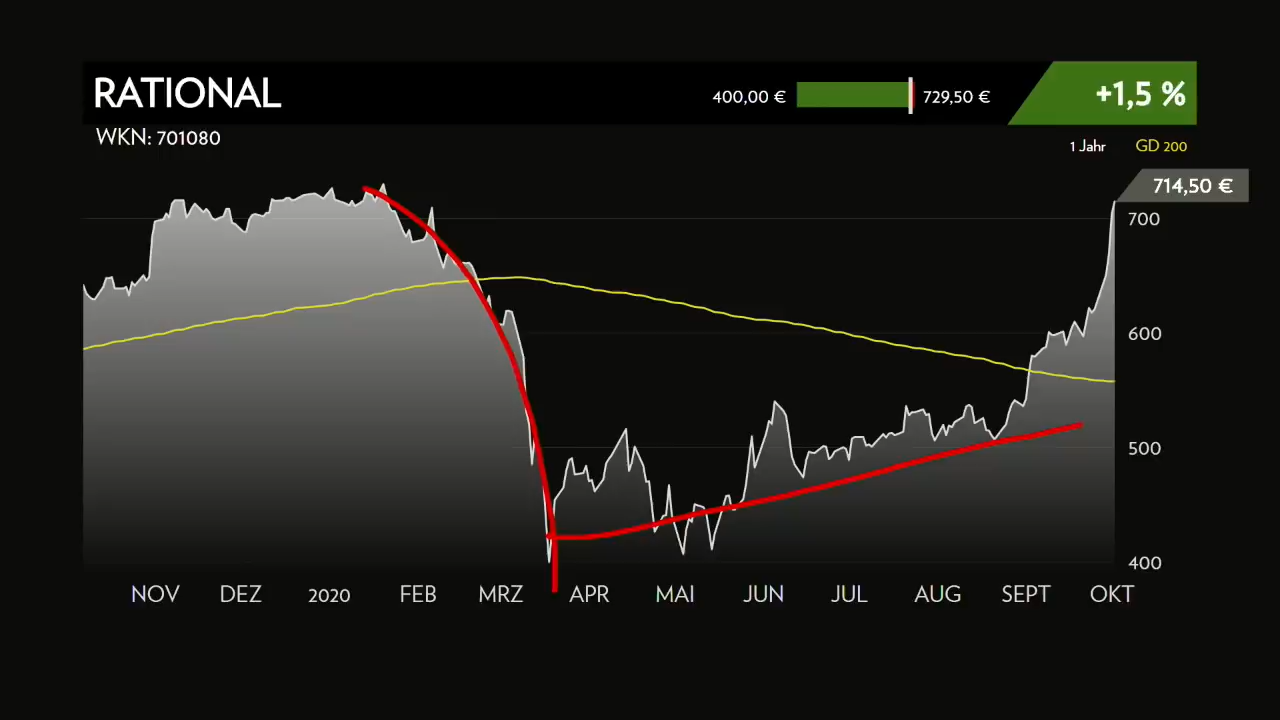 RATIONAL
400,00 €
729,50 €
+1,5 %
WKN: 701080
1 Jahr
GD 200
714,50 €
700
600
500
400
NOV DEZ 2020 FEB MRZ APR MAI JUN JUL AUG SEPT OKT